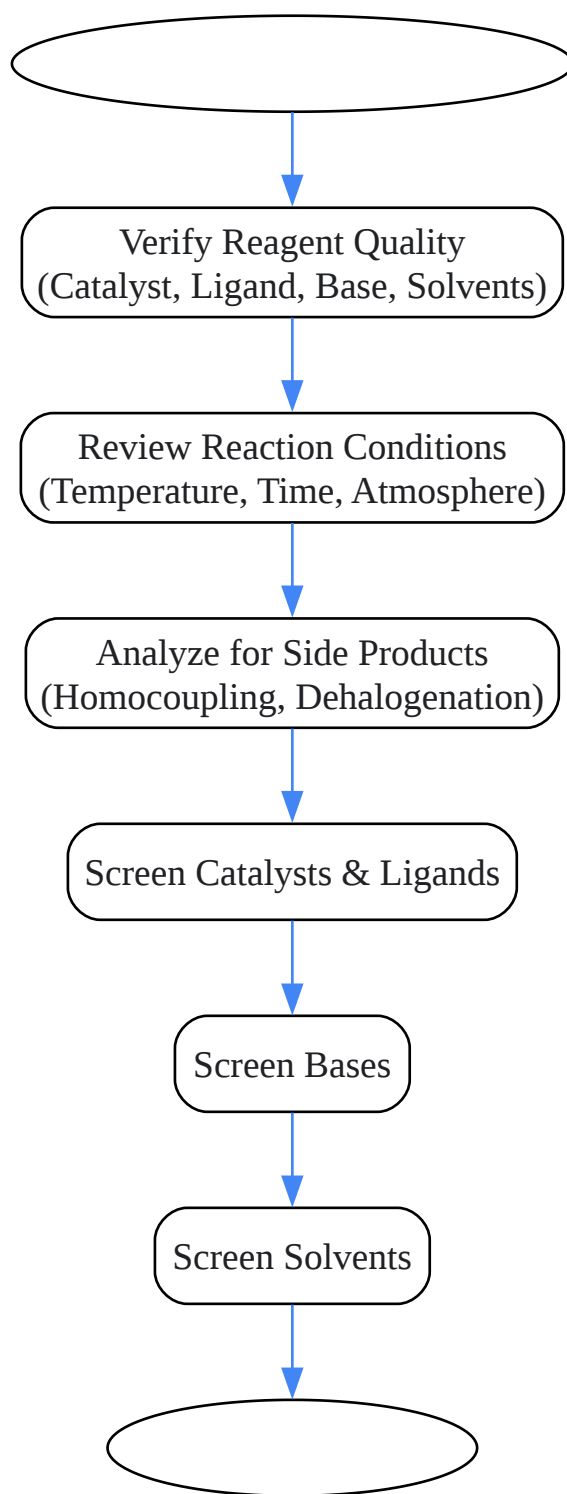 Verify Reagent Quality
(Catalyst, Ligand, Base, Solvents)
Review Reaction Conditions
(Temperature, Time, Atmosphere)
Analyze for Side Products
(Homocoupling, Dehalogenation)
Screen Catalysts & Ligands
Screen Bases
Screen Solvents